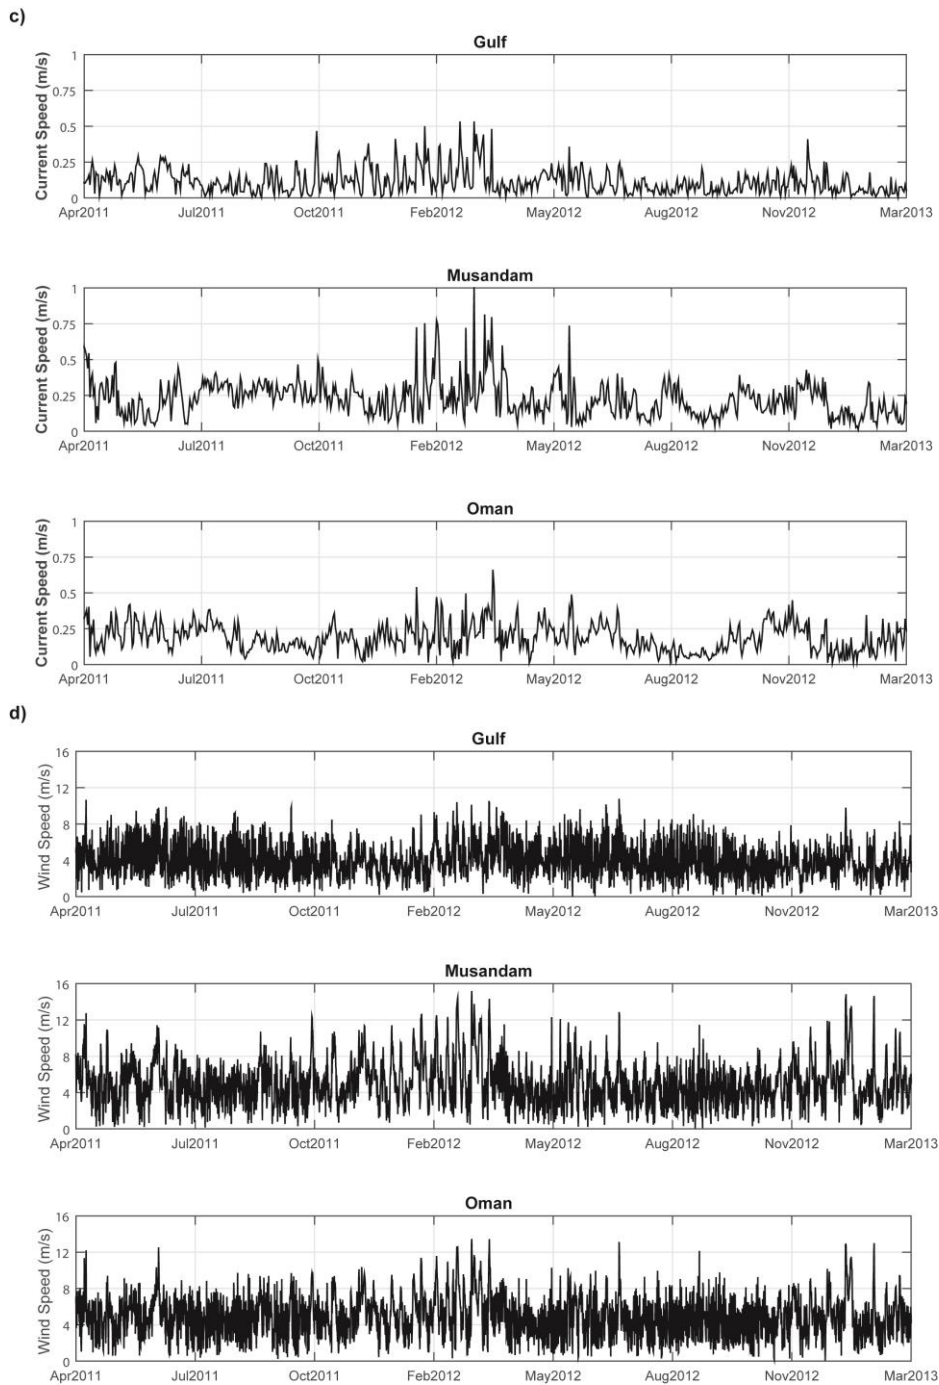 c)
Gulf
Current Speed (m/s)
1
0.75
0.5
0.25
0
Apr2011 Jul2011 Oct2011 Feb2012 May2012 Aug2012 Nov2012 Mar2013
Musandam
Current Speed (m/s)
1
0.75
0.5
0.25
0
Apr2011 Jul2011 Oct2011 Feb2012 May2012 Aug2012 Nov2012 Mar2013
Oman
Current Speed (m/s)
1
0.75
0.5
0.25
0
Apr2011 Jul2011 Oct2011 Feb2012 May2012 Aug2012 Nov2012 Mar2013
d)
Gulf
Wind Speed (m/s)
16
12
8
4
0
Apr2011 Jul2011 Oct2011 Feb2012 May2012 Aug2012 Nov2012 Mar2013
Musandam
Wind Speed (m/s)
16
12
8
4
0
Apr2011 Jul2011 Oct2011 Feb2012 May2012 Aug2012 Nov2012 Mar2013
Oman
Wind Speed (m/s)
16
12
8
4
0
Apr2011 Jul2011 Oct2011 Feb2012 May2012 Aug2012 Nov2012 Mar2013